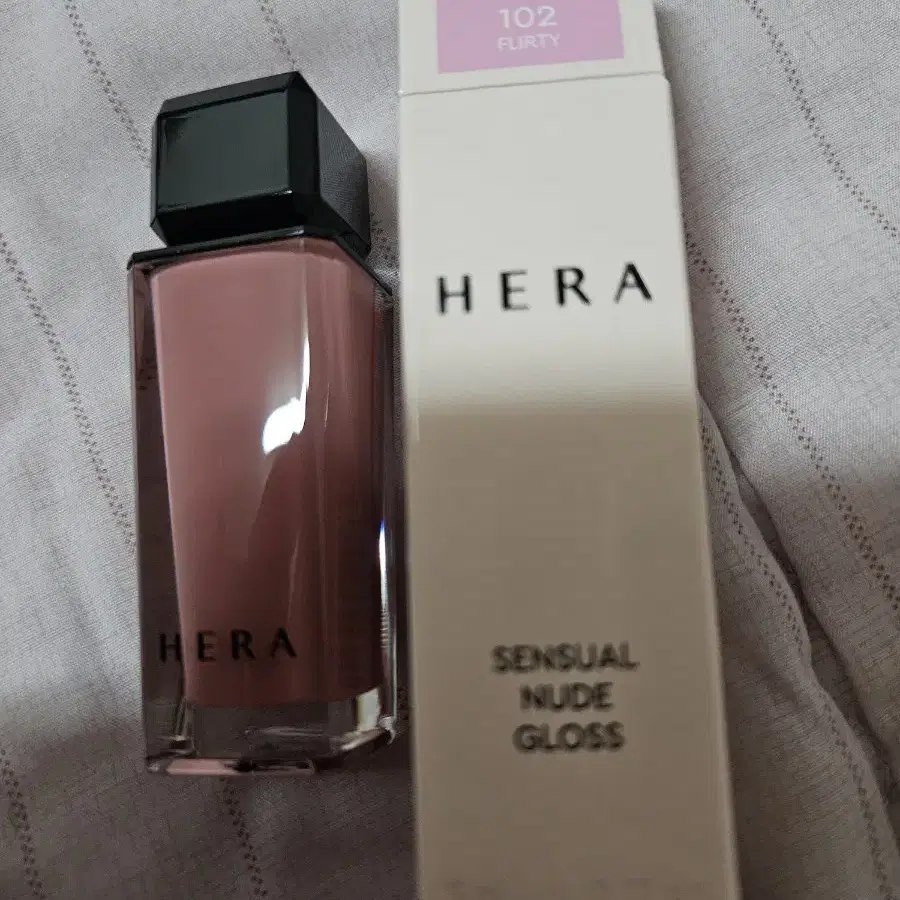 102
FLIRTY
HERA
HERA
SENSUAL
NUDE
GLOSS